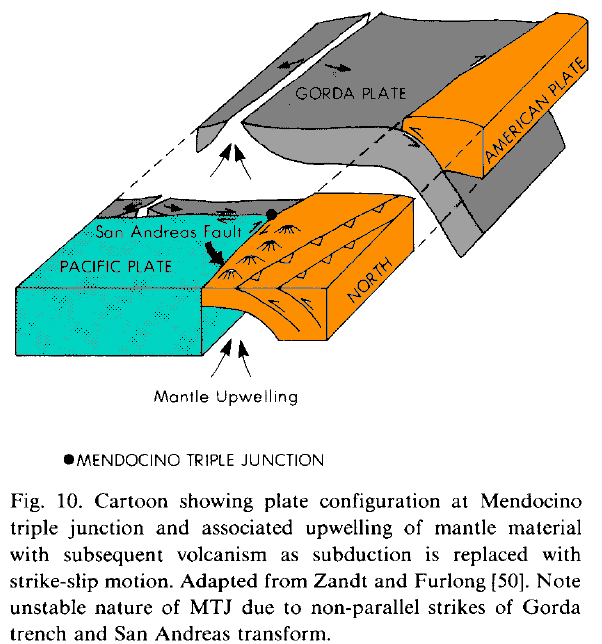 GORDA PLATE
AMERICAN PLATE
San Andreas Fault
PACIFIC PLATE
NORTH
Mantle Upwelling
●MENDOCINO TRIPLE JUNCTION
Fig. 10. Cartoon showing plate configuration at Mendocino
triple junction and associated upwelling of mantle material
with subsequent volcanism as subduction is replaced with
strike-slip motion. Adapted from Zandt and Furlong [50]. Note
unstable nature of MTJ due to non-parallel strikes of Gorda
trench and San Andreas transform.